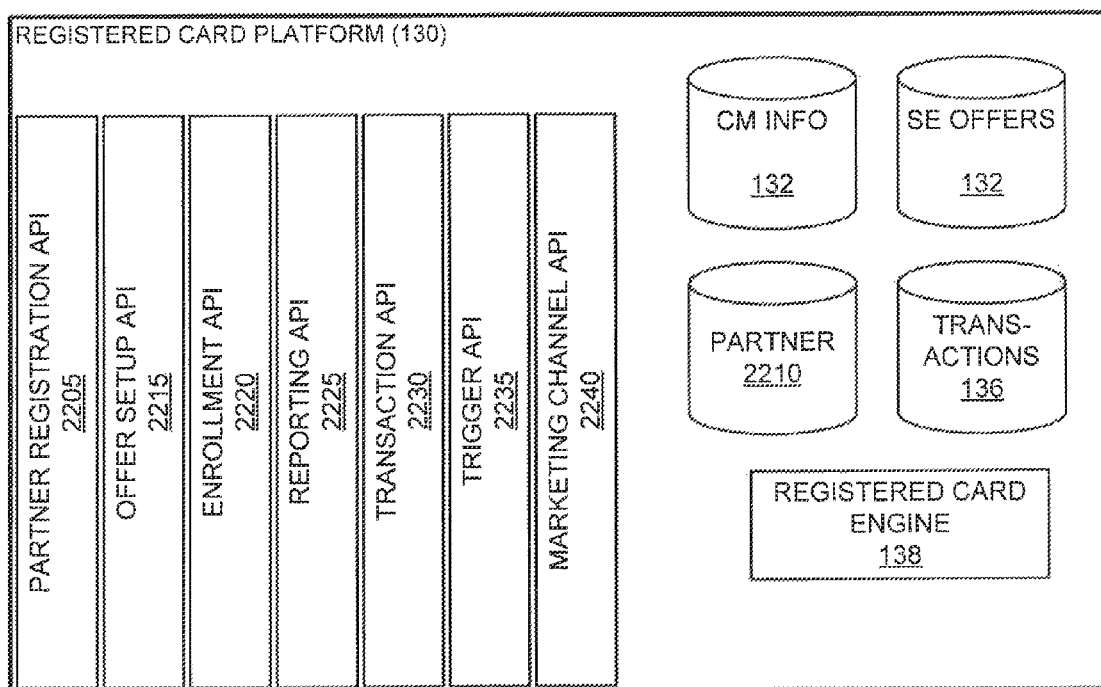 REGISTERED CARD PLATFORM (130)
PARTNER REGISTRATION API
2205
OFFER SETUP API
2215
ENROLLMENT API
2220
REPORTING API
2225
TRANSACTION API
2230
TRIGGER API
2235
MARKETING CHANNEL API
2240
CM INFO
132
SE OFFERS
132
PARTNER
2210
TRANS-
ACTIONS
136
REGISTERED CARD
ENGINE
138